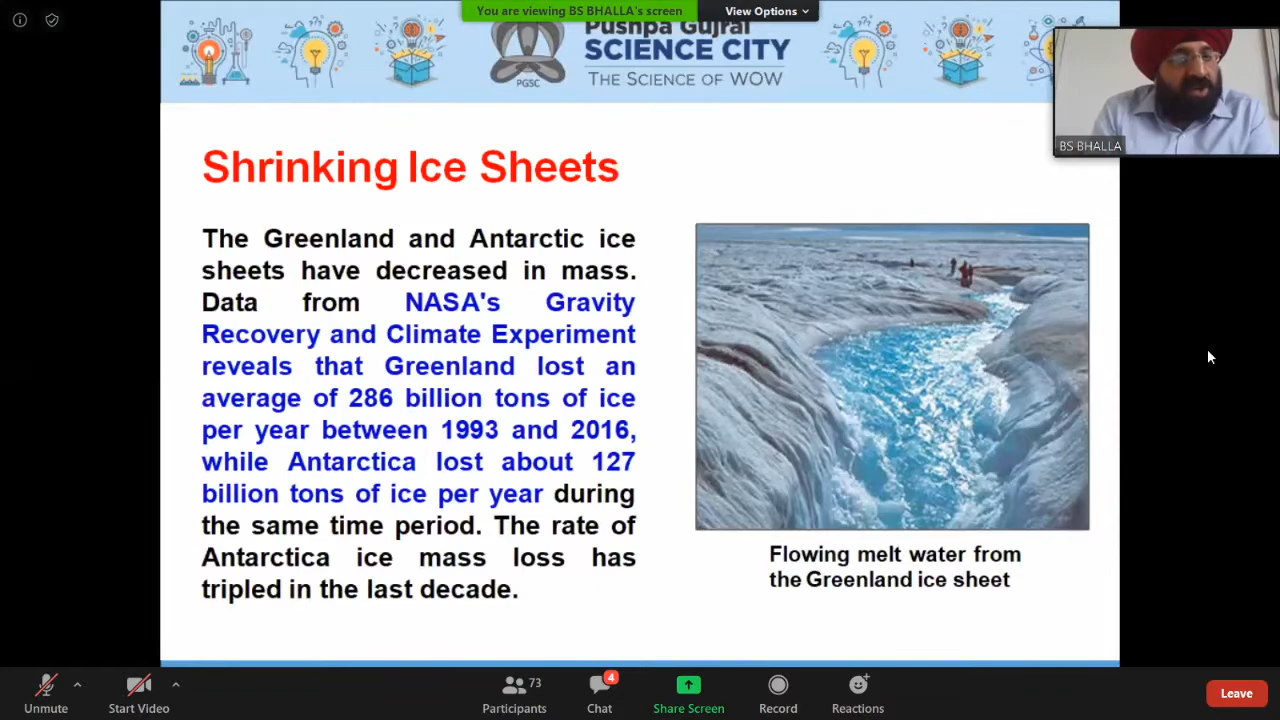 You are viewing BS BHALLA's screen
View Options
Pushpa Gujral
SCIENCE CITY
THE SCIENCE OF WOW
PGSC
BS BHALLA
Shrinking Ice Sheets
The Greenland and Antarctic ice
sheets have decreased in mass.
Data from NASA's Gravity
Recovery and Climate Experiment
reveals that Greenland lost an
average of 286 billion tons of ice
per year between 1993 and 2016,
while Antarctica lost about 127
billion tons of ice per year during
the same time period. The rate of
Antarctica ice mass loss has
tripled in the last decade.
Flowing melt water from
the Greenland ice sheet
Unmute
Start Video
73
Participants
4
Chat
Share Screen
Record
Reactions
Leave